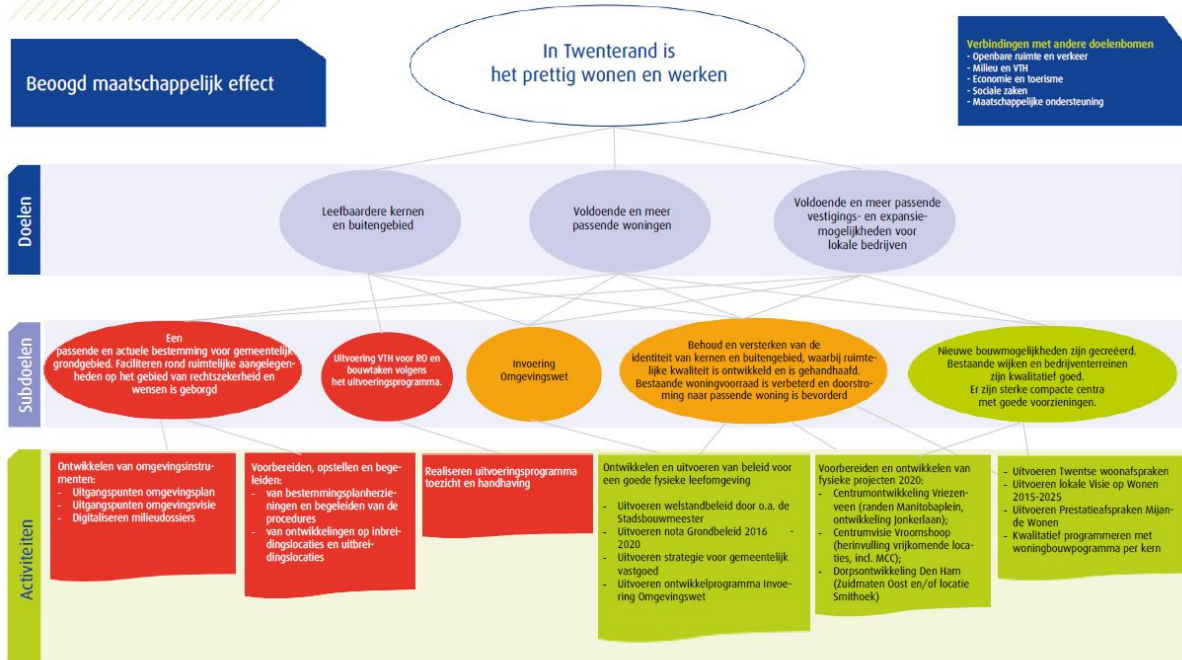 In Twenterand is
het prettig wonen en werken
Beoogd maatschappelijk effect
Verbindingen met andere doelenbomen
- Openbare ruimte en verkeer
- Milieu en VTH
- Economie en toerisme
- Sociale zaken
- Maatschappelijke ondersteuning
Doelen
Leefbaardere kernen
en buitengebied
Voldoende en meer
passende woningen
Voldoende en meer passende
vestigings- en expansie-
mogelijkheden voor
lokale bedrijven
Subdoelen
Een
passende en actuele bestemming voor gemeentelijk
grondgebied. Faciliteren rond ruimtelijke aangelegen-
heden op het gebied van rechtszekerheid en
wensen is geborgd
Uitvoering VTH voor RO en
bouwtaken volgens
het uitvoeringsprogramma.
Invoering
Omgevingswet
Behoud en versterken van de
identiteit van kernen en buitengebied, waarbij ruimte-
lijke kwaliteit is ontwikkeld en is gehandhaafd.
Bestaande woningvoorraad is verbeterd en doorstro-
ming naar passende woning is bevorderd
Nieuwe bouwmogelijkheden zijn gecreëerd.
Bestaande wijken en bedrijventerreinen
zijn kwalitatief goed.
Er zijn sterke compacte centra
met goede voorzieningen.
Activiteiten
Ontwikkelen van omgevingsinstru-
menten:
- Uitgangspunten omgevingsplan
- Uitgangspunten omgevingsvisie
- Digitaliseren milieudossiers
Voorbereiden, opstellen en bege-
leiden:
- van bestemmingsplanherzie-
ningen en begeleiden van de
procedures
- van ontwikkelingen op inbrei-
dingslocaties en uitbrei-
dingslocaties
Realiseren uitvoeringsprogramma
toezicht en handhaving
Ontwikkelen en uitvoeren van beleid voor
een goede fysieke leefomgeving
- Uitvoeren welstandbeleid door o.a. de
Stadsbouwmeester
- Uitvoeren nota Grondbeleid 2016 -
2020
- Uitvoeren strategie voor gemeentelijk
vastgoed
- Uitvoeren ontwikkelprogramma Invoe-
ring Omgevingswet
Voorbereiden en ontwikkelen van
fysieke projecten 2020:
- Centrumontwikkeling Vriezen-
veen (randen Manitobaplein,
ontwikkeling Jonkerlaan);
- Centrumvisie Vroomshoop
(herinvulling vrijkomende loca-
ties, incl. MCC);
- Dorpsontwikkeling Den Ham
(Zuidmaten Oost en/of locatie
Smithoek)
- Uitvoeren Twentse woonafspraken
- Uitvoeren lokale Visie op Wonen
2015-2025
- Uitvoeren Prestatieafspraken Mijan-
de Wonen
- Kwalitatief programmeren met
woningbouwpogramma per kern